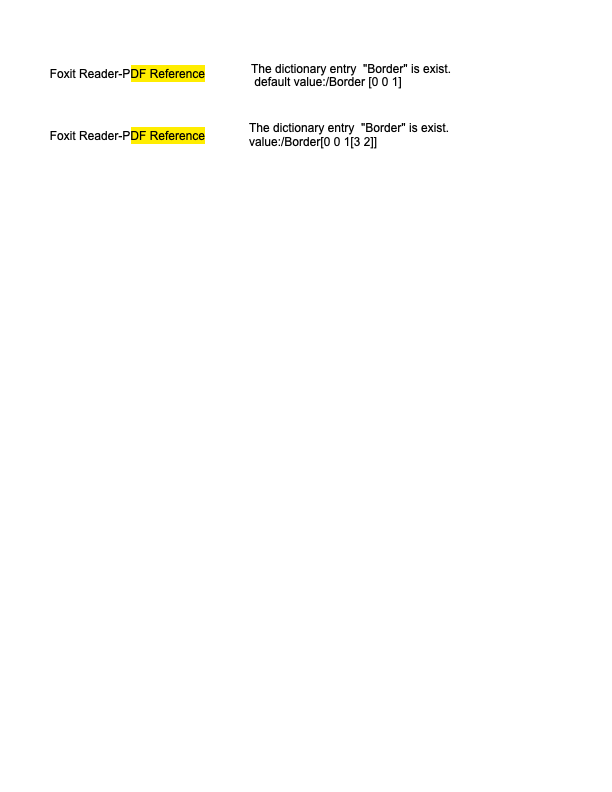 Foxit Reader-PDF Reference
The dictionary entry  "Border" is exist.
default value:/Border [0 0 1]
Foxit Reader-PDF Reference
The dictionary entry  "Border" is exist.
value:/Border[0 0 1[3 2]]